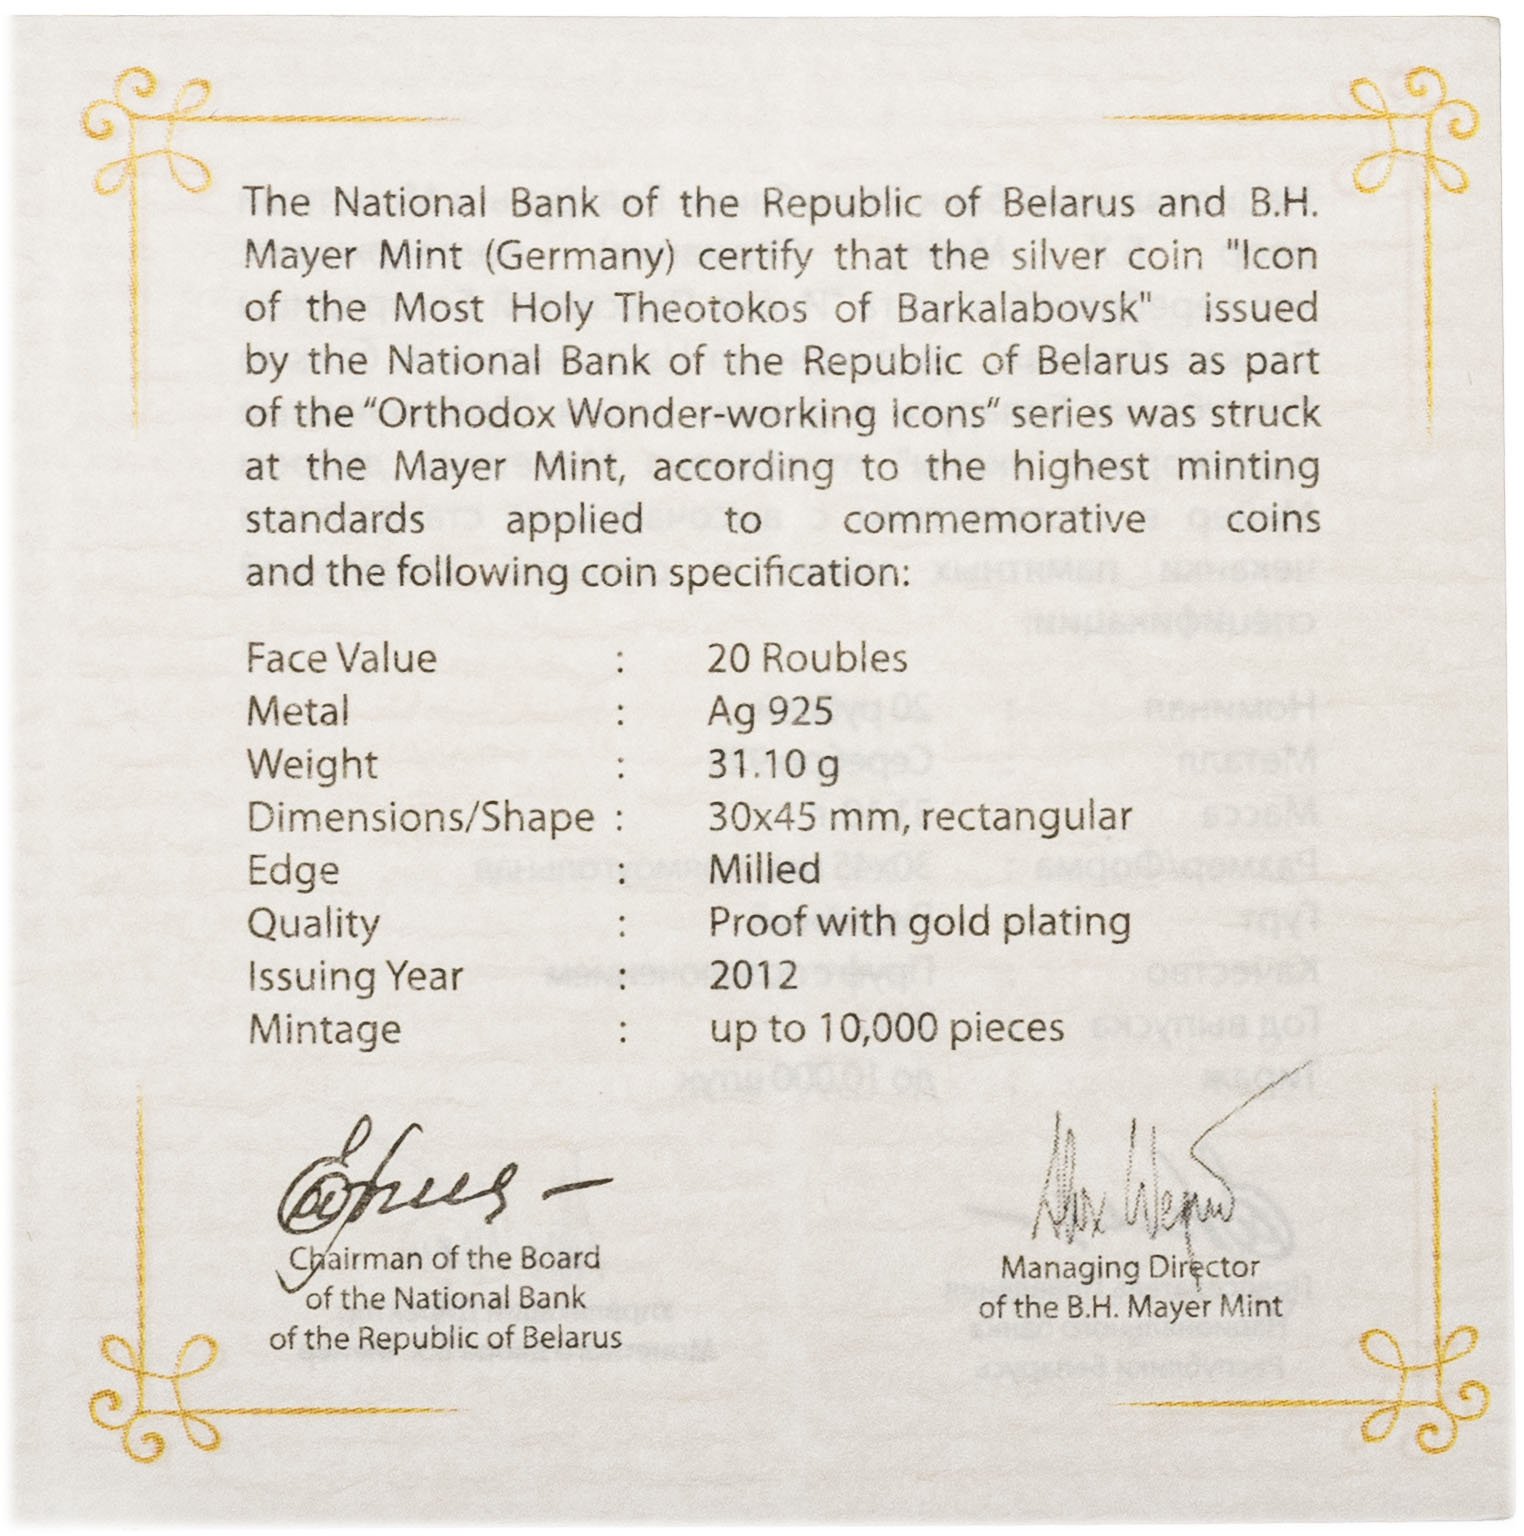 The National Bank of the Republic of Belarus and B.H.
Mayer Mint (Germany) certify that the silver coin "Icon
of the Most Holy Theotokos of Barkalabovsk" issued
by the National Bank of the Republic of Belarus as part
of the “Orthodox Wonder-working Icons” series was struck
at the Mayer Mint, according to the highest minting
standards applied to commemorative coins
and the following coin specification:
Face Value : 20 Roubles
Metal : Ag 925
Weight : 31.10 g
Dimensions/Shape : 30x45 mm, rectangular
Edge : Milled
Quality : Proof with gold plating
Issuing Year : 2012
Mintage : up to 10,000 pieces
Chairman of the Board
of the National Bank
of the Republic of Belarus
Managing Director
of the B.H. Mayer Mint